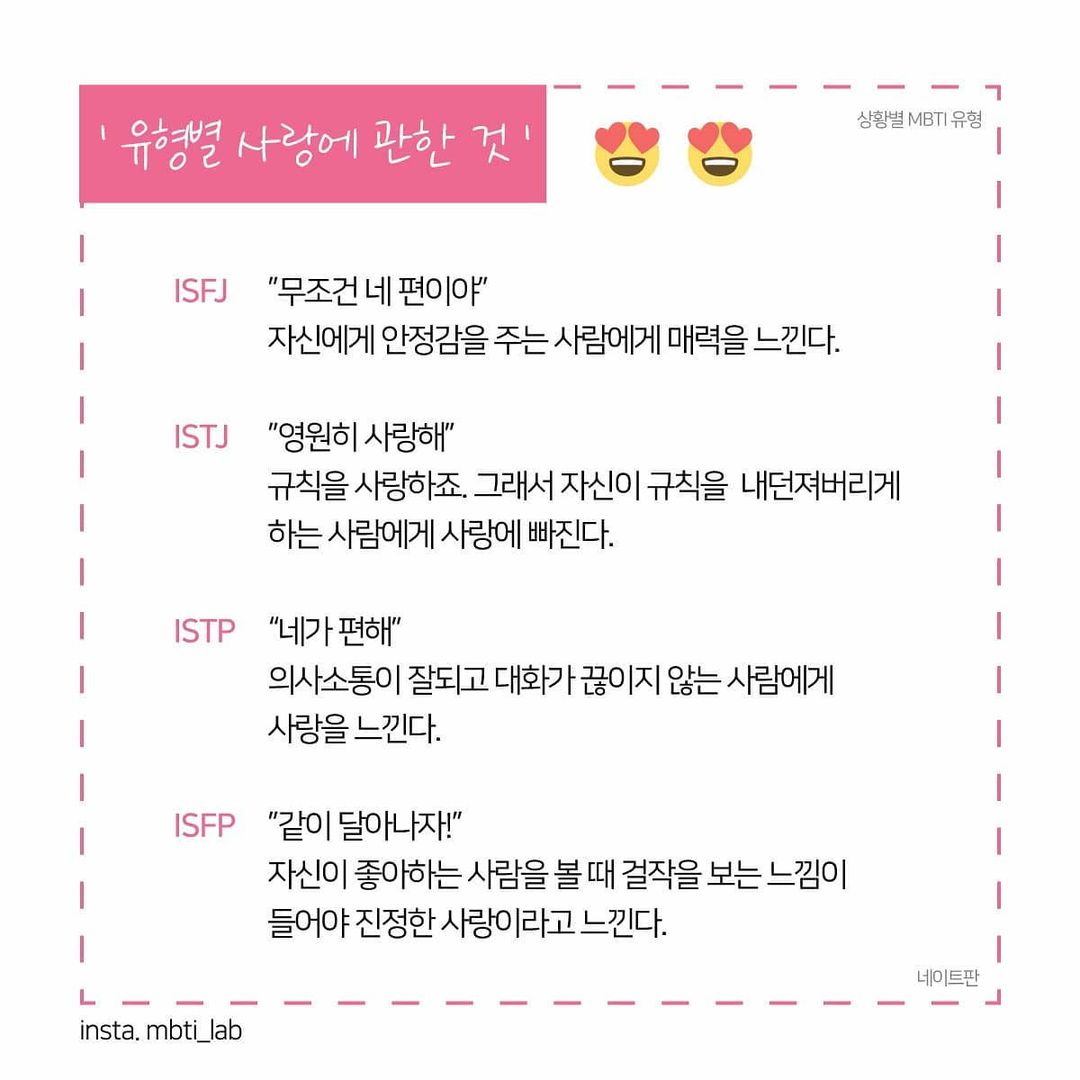 ' 유형별 사랑에 관한 것 '
상황별 MBTI 유형
ISFJ "무조건 네 편이야"
자신에게 안정감을 주는 사람에게 매력을 느낀다.
ISTJ "영원히 사랑해"
규칙을 사랑하죠. 그래서 자신이 규칙을 내던져버리게
하는 사람에게 사랑에 빠진다.
ISTP “네가 편해”
의사소통이 잘되고 대화가 끊이지 않는 사람에게
사랑을 느낀다.
ISFP "같이 달아나자!"
자신이 좋아하는 사람을 볼 때 걸작을 보는 느낌이
들어야 진정한 사랑이라고 느낀다.
네이트판
insta. mbti_lab